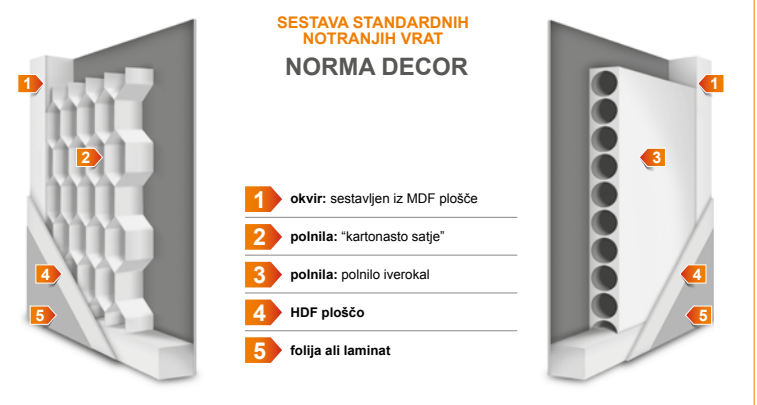 SESTAVA STANDARDNIH
NOTRANJIH VRAT
NORMA DECOR
1
2
4
5
1 okvir: sestavljen iz MDF plošče
2 polnila: “kartonasto satje”
3 polnila: polnilo iverokal
4 HDF ploščo
5 folija ali laminat
1
3
4
5